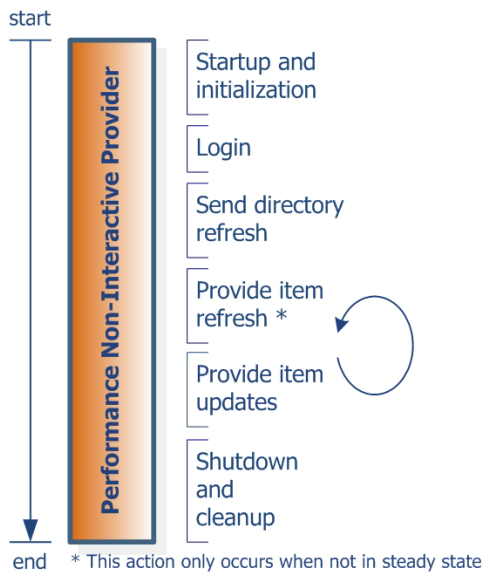 start
Performance Non-Interactive Provider
Startup and
initialization
Login
Send directory
refresh
Provide item
refresh *
Provide item
updates
Shutdown
and
cleanup
end
* This action only occurs when not in steady state